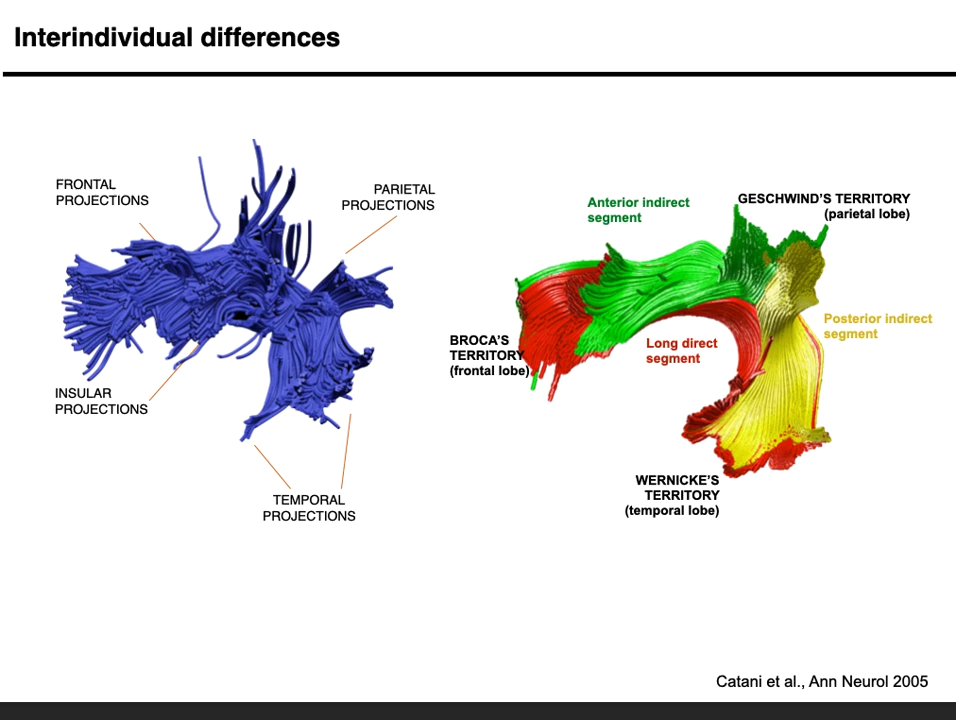 Interindividual differences
FRONTAL
PROJECTIONS
PARIETAL
PROJECTIONS
INSULAR
PROJECTIONS
TEMPORAL
PROJECTIONS
Anterior indirect
segment
GESCHWIND'S TERRITORY
(parietal lobe)
Posterior indirect
segment
Long direct
segment
BROCA'S
TERRITORY
(frontal lobe)
WERNICKE'S
TERRITORY
(temporal lobe)
Catani et al., Ann Neurol 2005